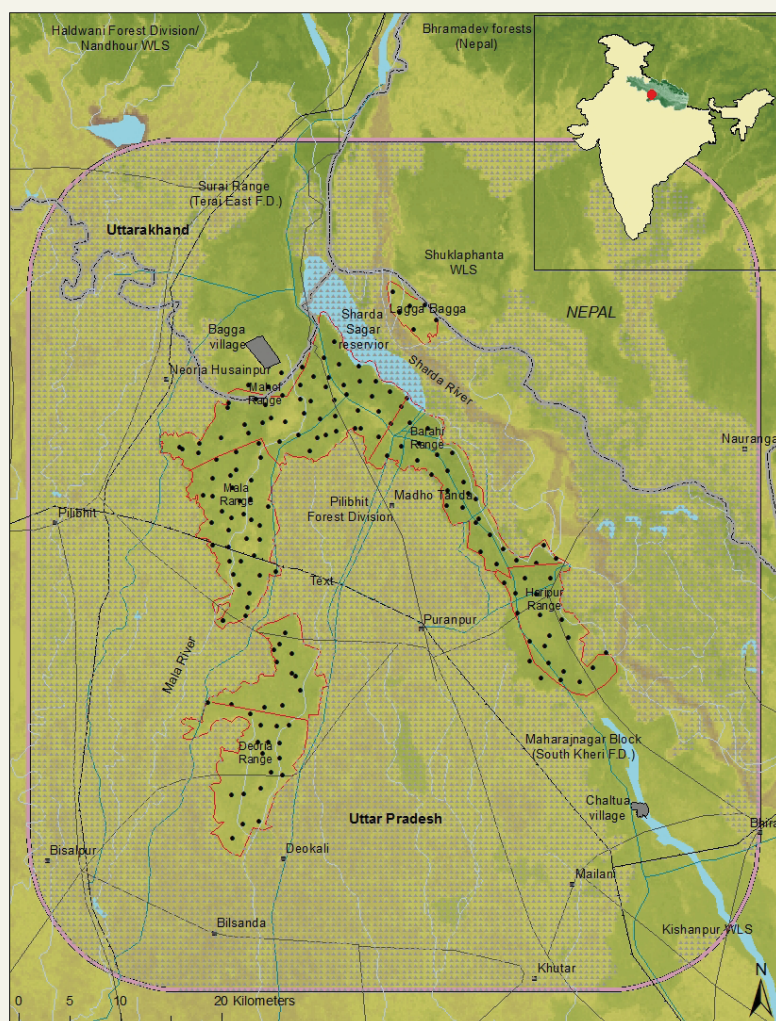 Haldwani Forest Division/
Nandhour WLS
Bhramadev forests
(Nepal)
Surai Range
(Terai East F.D.)
Uttarakhand
Shuklaphanta
WLS
Lagga Bagga
NEPAL
Sharda
Sagar
reservior
Bagga
village
Sharda River
Neoria Husainpur
Mahof
Range
Barahi
Range
Nauranga
Mala
Range
Madho Tanda
Pilibhit
Pilibhit
Forest Division
Text
Haripur
Range
Puranpur
Mala River
Deoria
Range
Maharajnagar Block
(South Kheri F.D.)
Chaltua
village
Uttar Pradesh
Bhira
Bisalpur
Deokali
Mailani
Bilsanda
Kishanpur WLS
Khutar
N
0 5 10 20 Kilometers